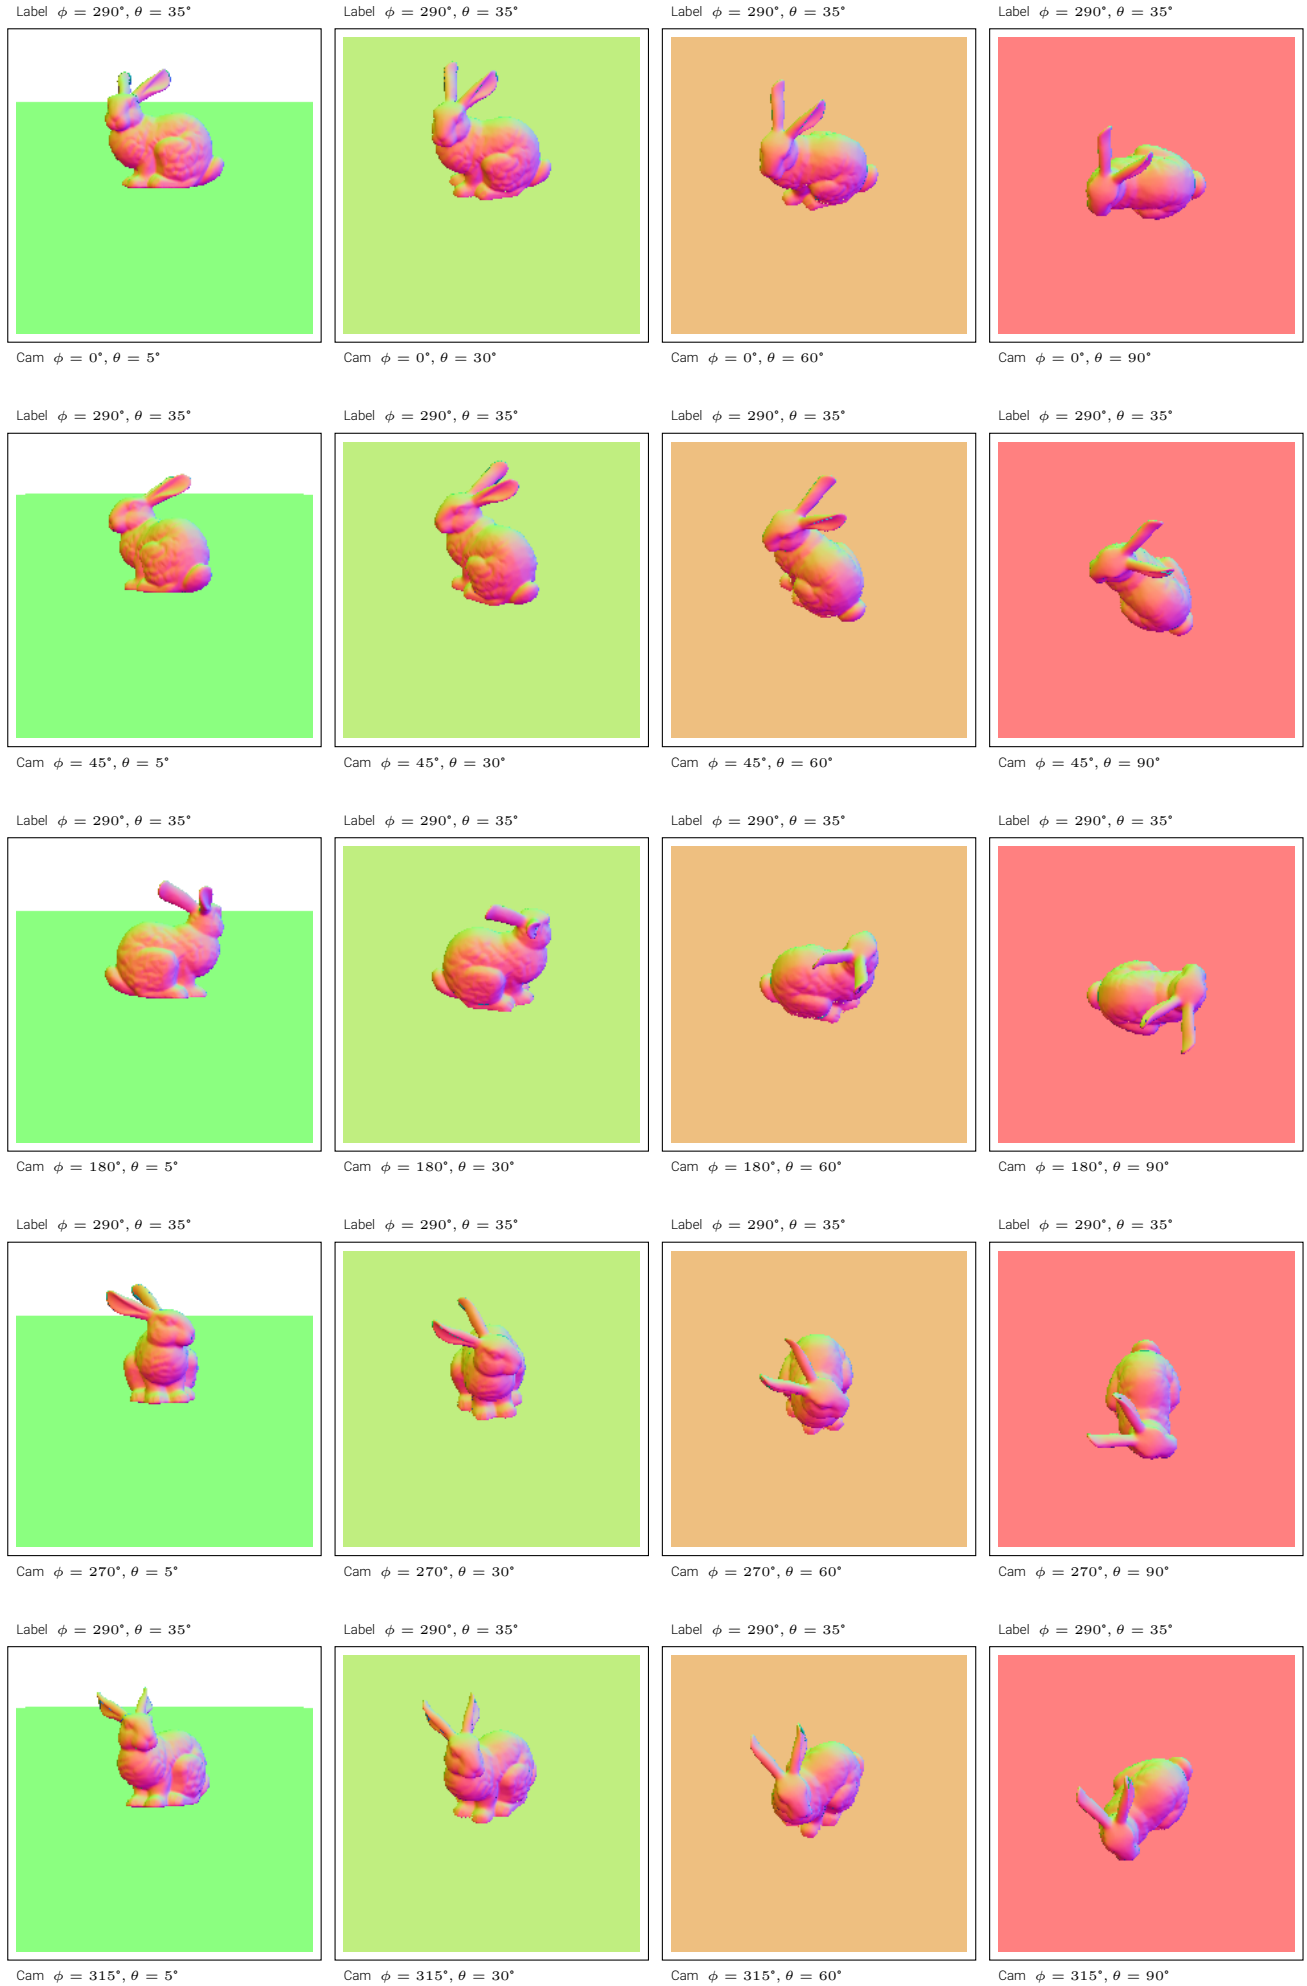 Label ϕ = 290°, θ = 35° Label ϕ = 290°, θ = 35° Label ϕ = 290°, θ = 35° Label ϕ = 290°, θ = 35°
Cam ϕ = 0°, θ = 5° Cam ϕ = 0°, θ = 30° Cam ϕ = 0°, θ = 60° Cam ϕ = 0°, θ = 90°
Label ϕ = 290°, θ = 35° Label ϕ = 290°, θ = 35° Label ϕ = 290°, θ = 35° Label ϕ = 290°, θ = 35°
Cam ϕ = 45°, θ = 5° Cam ϕ = 45°, θ = 30° Cam ϕ = 45°, θ = 60° Cam ϕ = 45°, θ = 90°
Label ϕ = 290°, θ = 35° Label ϕ = 290°, θ = 35° Label ϕ = 290°, θ = 35° Label ϕ = 290°, θ = 35°
Cam ϕ = 180°, θ = 5° Cam ϕ = 180°, θ = 30° Cam ϕ = 180°, θ = 60° Cam ϕ = 180°, θ = 90°
Label ϕ = 290°, θ = 35° Label ϕ = 290°, θ = 35° Label ϕ = 290°, θ = 35° Label ϕ = 290°, θ = 35°
Cam ϕ = 270°, θ = 5° Cam ϕ = 270°, θ = 30° Cam ϕ = 270°, θ = 60° Cam ϕ = 270°, θ = 90°
Label ϕ = 290°, θ = 35° Label ϕ = 290°, θ = 35° Label ϕ = 290°, θ = 35° Label ϕ = 290°, θ = 35°
Cam ϕ = 315°, θ = 5° Cam ϕ = 315°, θ = 30° Cam ϕ = 315°, θ = 60° Cam ϕ = 315°, θ = 90°